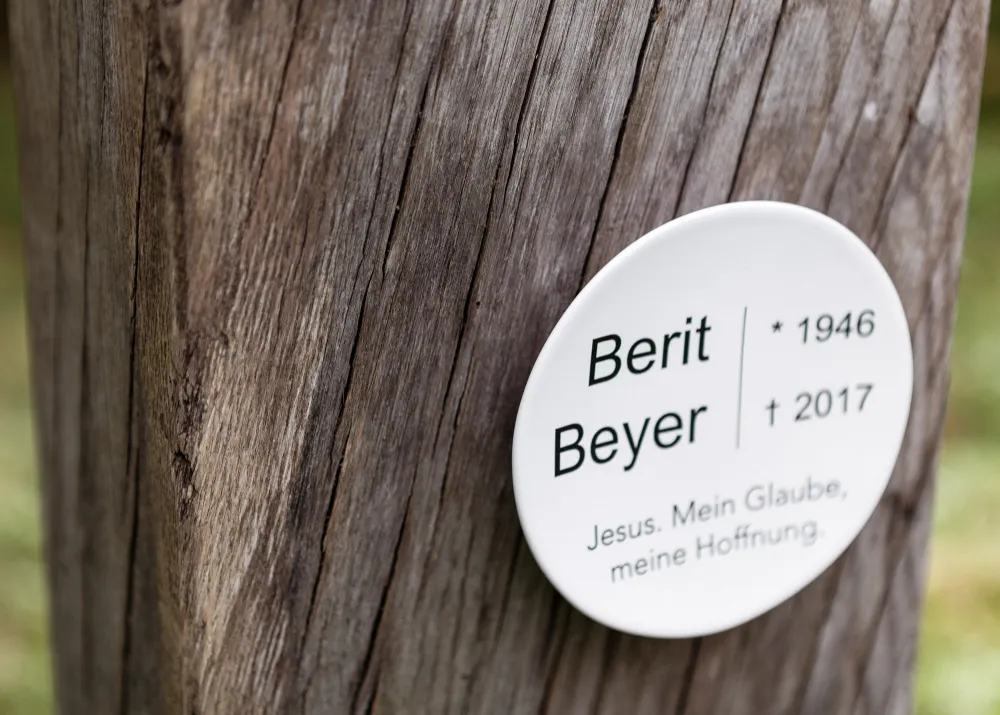 Berit
Beyer
* 1946
† 2017
Jesus. Mein Glaube,
meine Hoffnung.